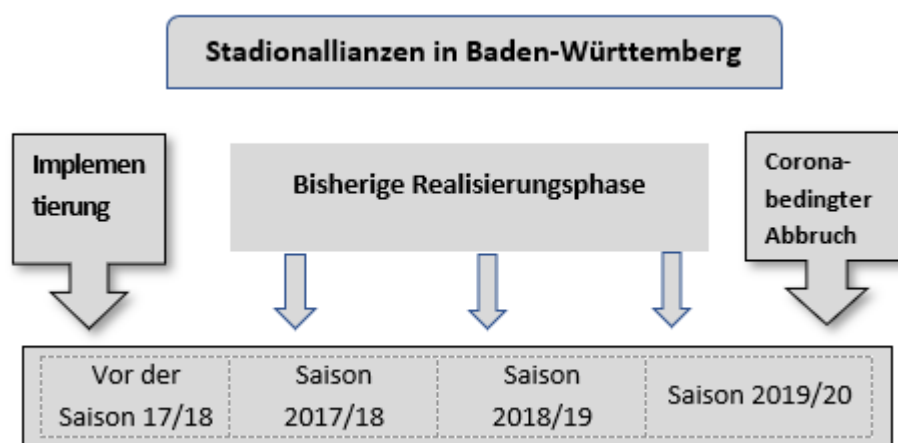 Stadionallianzen in Baden-Württemberg
Implemen
tierung
Bisherige Realisierungsphase
Corona-
bedingter
Abbruch
Vor der
Saison 17/18
Saison
2017/18
Saison
2018/19
Saison 2019/20